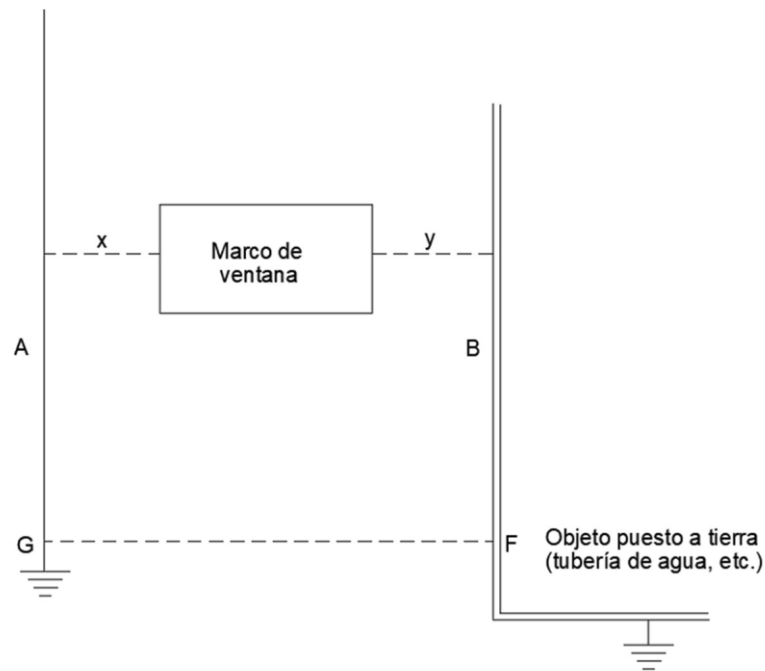 x
Marco de
ventana
y
A
B
G
F
Objeto puesto a tierra
(tubería de agua, etc.)